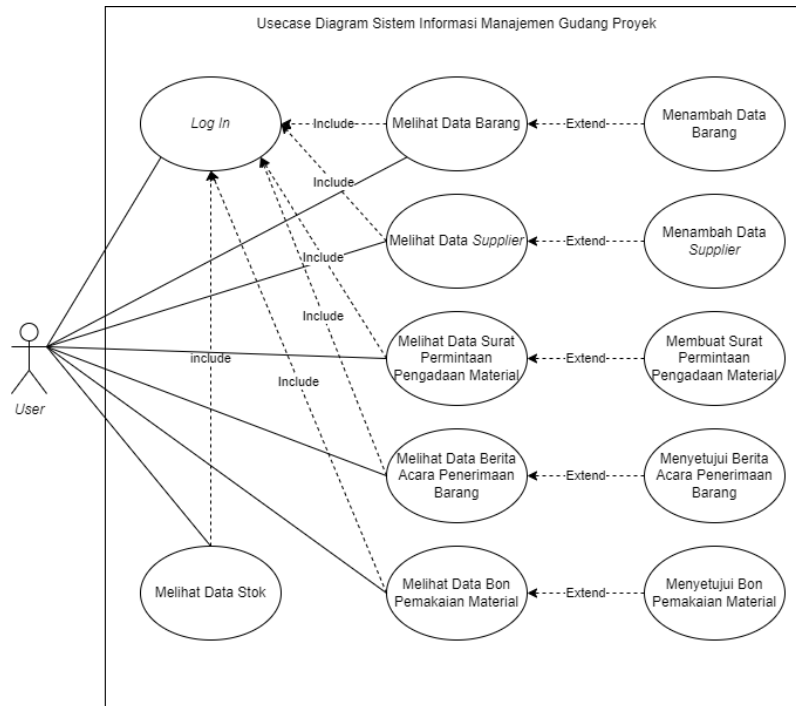 Usecase Diagram Sistem Informasi Manajemen Gudang Proyek
Log In
Include
Melihat Data Barang
Extend
Menambah Data
Barang
Include
Melihat Data Supplier
Extend
Menambah Data
Supplier
Include
Include
Melihat Data Surat
Permintaan
Pengadaan Material
Extend
Membuat Surat
Permintaan
Pengadaan Material
include
Include
User
Melihat Data Berita
Acara Penerimaan
Barang
Extend
Menyetujui Berita
Acara Penerimaan
Barang
Melihat Data Stok
Melihat Data Bon
Pemakaian Material
Extend
Menyetujui Bon
Pemakaian Material